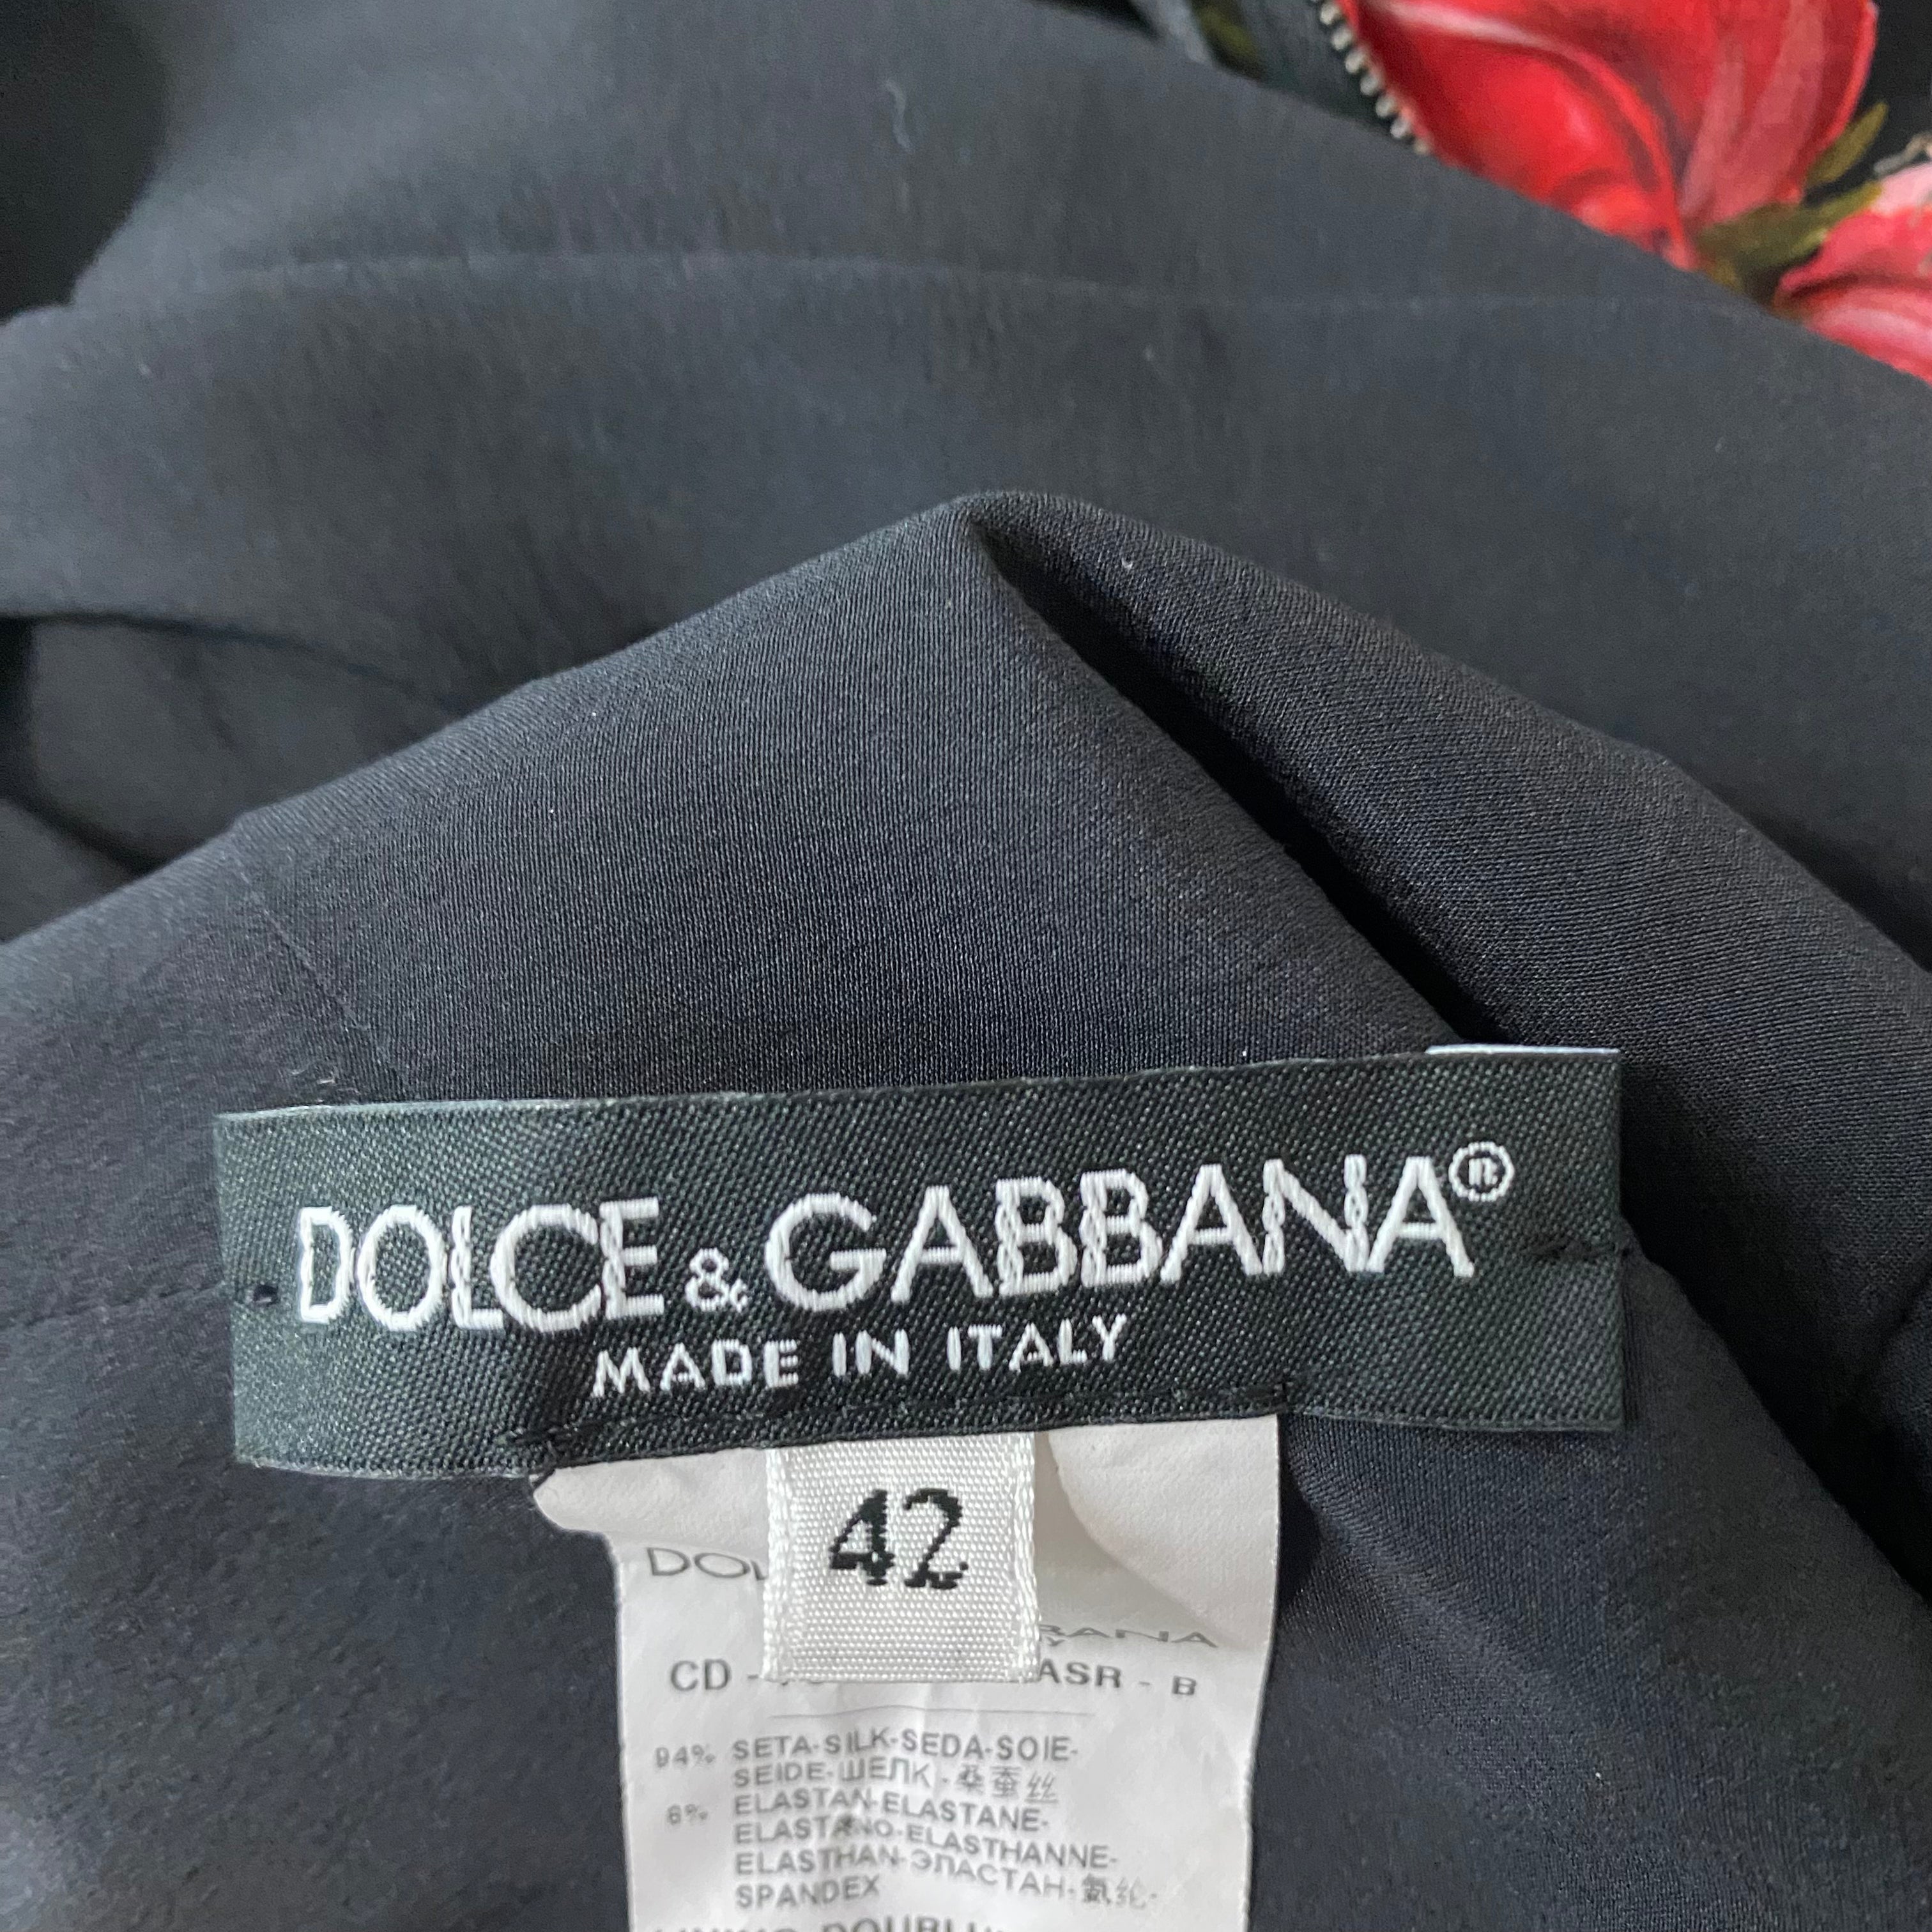 DOLCE & GABBANA®
MADE IN ITALY
42
CD - ASR - B
94% SETA-SILK-SEDA-SOIE-
SEIDE-ШЕЛК-桑蚕丝
6% ELASTAN-ELASTANE-
ELASTANO-ELASTHANNE-
ELASTHAN-ЭЛАСТАН-氨纶-
SPANDEX